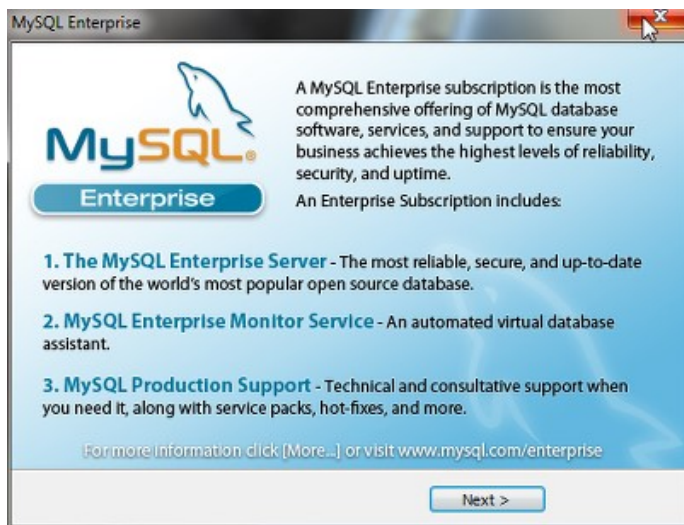 MySQL Enterprise
x
A MySQL Enterprise subscription is the most
comprehensive offering of MySQL database
software, services, and support to ensure your
business achieves the highest levels of reliability,
security, and uptime.
An Enterprise Subscription includes:
MySQL®
Enterprise
1. The MySQL Enterprise Server - The most reliable, secure, and up-to-date
version of the world's most popular open source database.
2. MySQL Enterprise Monitor Service - An automated virtual database
assistant.
3. MySQL Production Support - Technical and consultative support when
you need it, along with service packs, hot-fixes, and more.
For more information click [More...] or visit www.mysql.com/enterprise
Next >